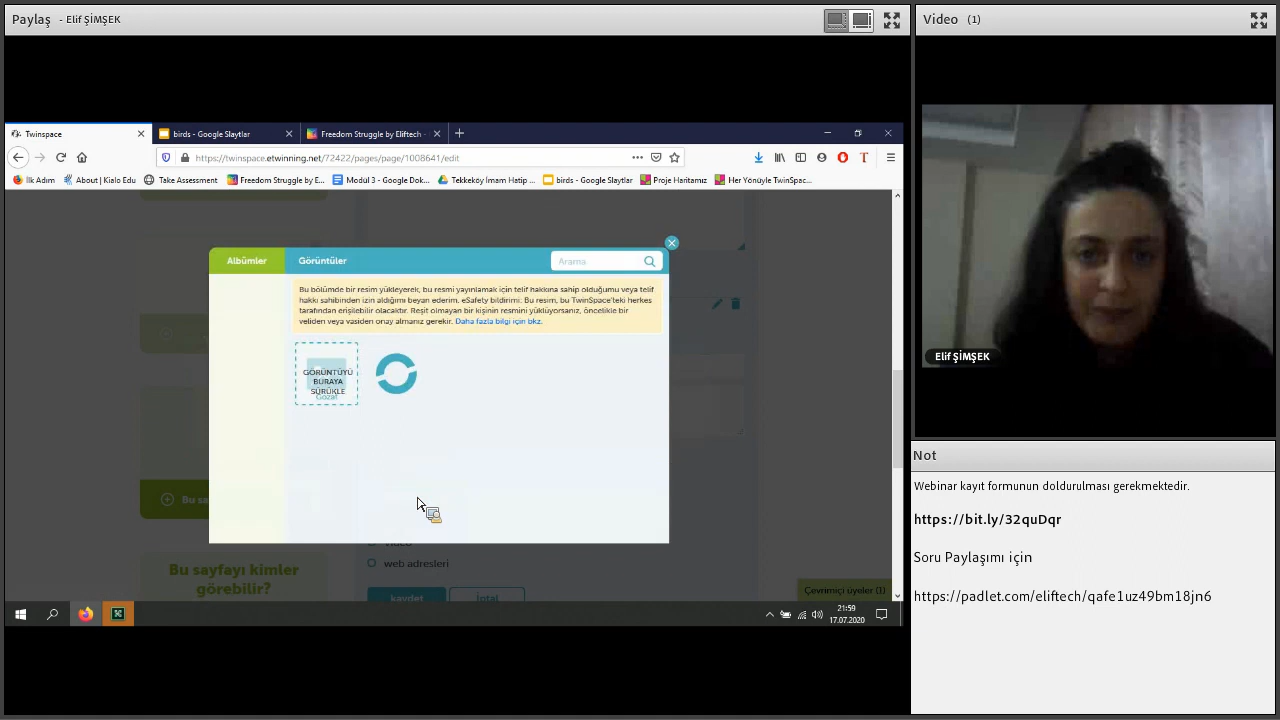 Paylaş - Elif ŞİMŞEK
Video (1)
Twinspace
birds - Google Slaytlar
Freedom Struggle by Eliftech -
https://twinspace.etwinning.net/72422/pages/page/1008641/edit
İlk Adım
About | Kialo Edu
Take Assessment
Freedom Struggle by E...
Modül 3 - Google Dok...
Tekkeköy İmam Hatip ...
birds - Google Slaytlar
Proje Haritamız
Her Yönüyle TwinSpac...
Albümler
Görüntüler
Arama
Bu bölümde bir resim yükleyerek, bu resmi yayınlamak için telif hakkına sahip olduğumu veya telif
hakkı sahibinden izin aldığımı beyan ederim. eSafety bildirimi: Bu resim, bu TwinSpace'teki herkes
tarafından erişilebilir olacaktır. Reşit olmayan bir kişinin resmini yüklüyorsanız, öncelikle bir
veliden veya vasiden onay almanız gerekir. Daha fazla bilgi için bkz.
GÖRÜNTÜYÜ
BURAYA
SÜRÜKLE
Gözat
Bu sa
video
web adresleri
Bu sayfayı kimler
görebilir?
kaydet
İptal
Çevrimiçi üyeler (1)
21:59
17.07.2020
Elif ŞİMŞEK
Not
Webinar kayıt formunun doldurulması gerekmektedir.
https://bit.ly/32quDqr
Soru Paylaşımı için
https://padlet.com/eliftech/qafe1uz49bm18jn6